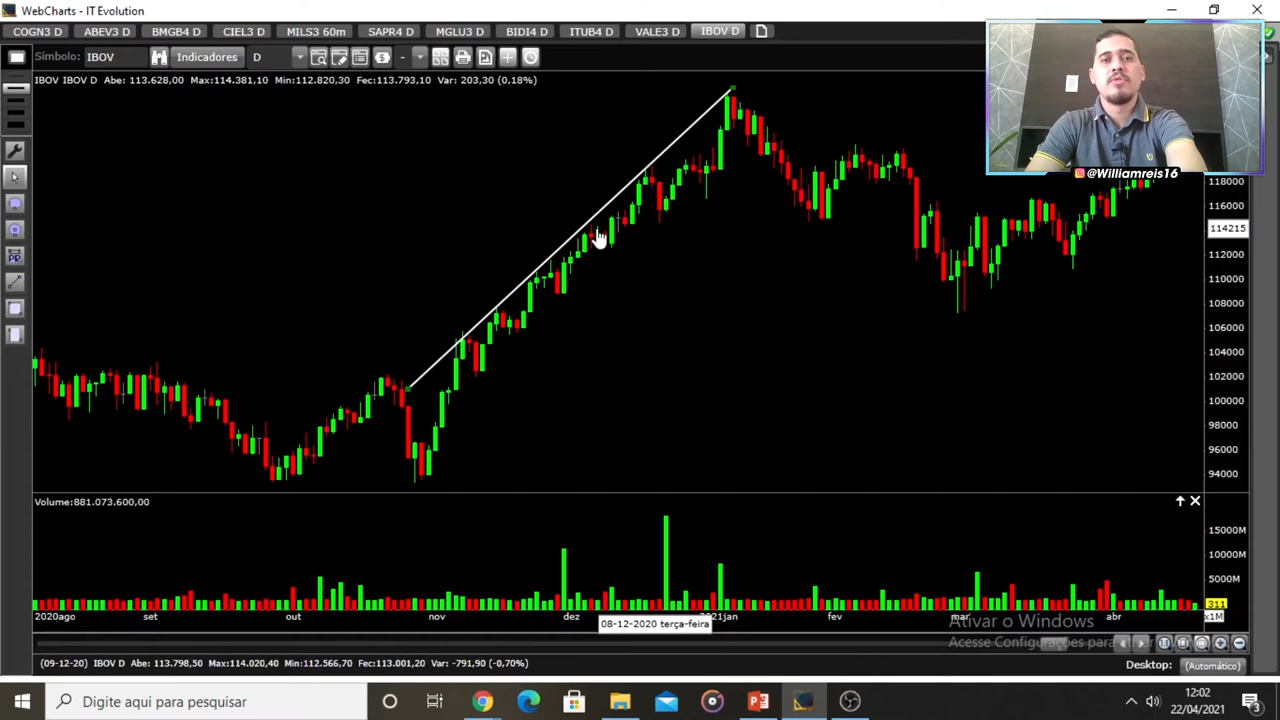 WebCharts - IT Evolution
COGN3 D ABEV3 D BMGB4 D CIEL3 D MILS3 60m SAPR4 D MGLU3 D BIDI4 D ITUB4 D VALE3 D IBOV D
Símbolo: IBOV Indicadores D -
IBOV IBOV D Abe: 113.628,00 Max:114.381,10 Min:112.820,30 Fec:113.793,10 Var: 203,30 (0,18%)
@Williamreis16
118000
116000
114215
112000
110000
108000
106000
104000
102000
100000
98000
96000
94000
PR
Volume:881.073.600,00
15000M
10000M
5000M
911
x1M
2020ago set out nov dez 2021jan fev mar abr
08-12-2020 terça-feira
Ativar o Windows
Acesse Configurações para
(09-12-20) IBOV D Abe: 113.798,50 Max:114.020,40 Min:112.566,70 Fec:113.001,20 Var: -791,90 (-0,70%)
Desktop: (Automático)
Digite aqui para pesquisar
12:02
22/04/2021
3